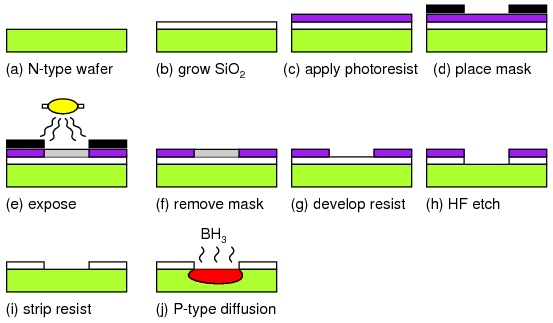 (a) N-type wafer
(b) grow SiO₂
(c) apply photoresist
(d) place mask
(e) expose
(f) remove mask
(g) develop resist
(h) HF etch
BH₃
(i) strip resist
(j) P-type diffusion